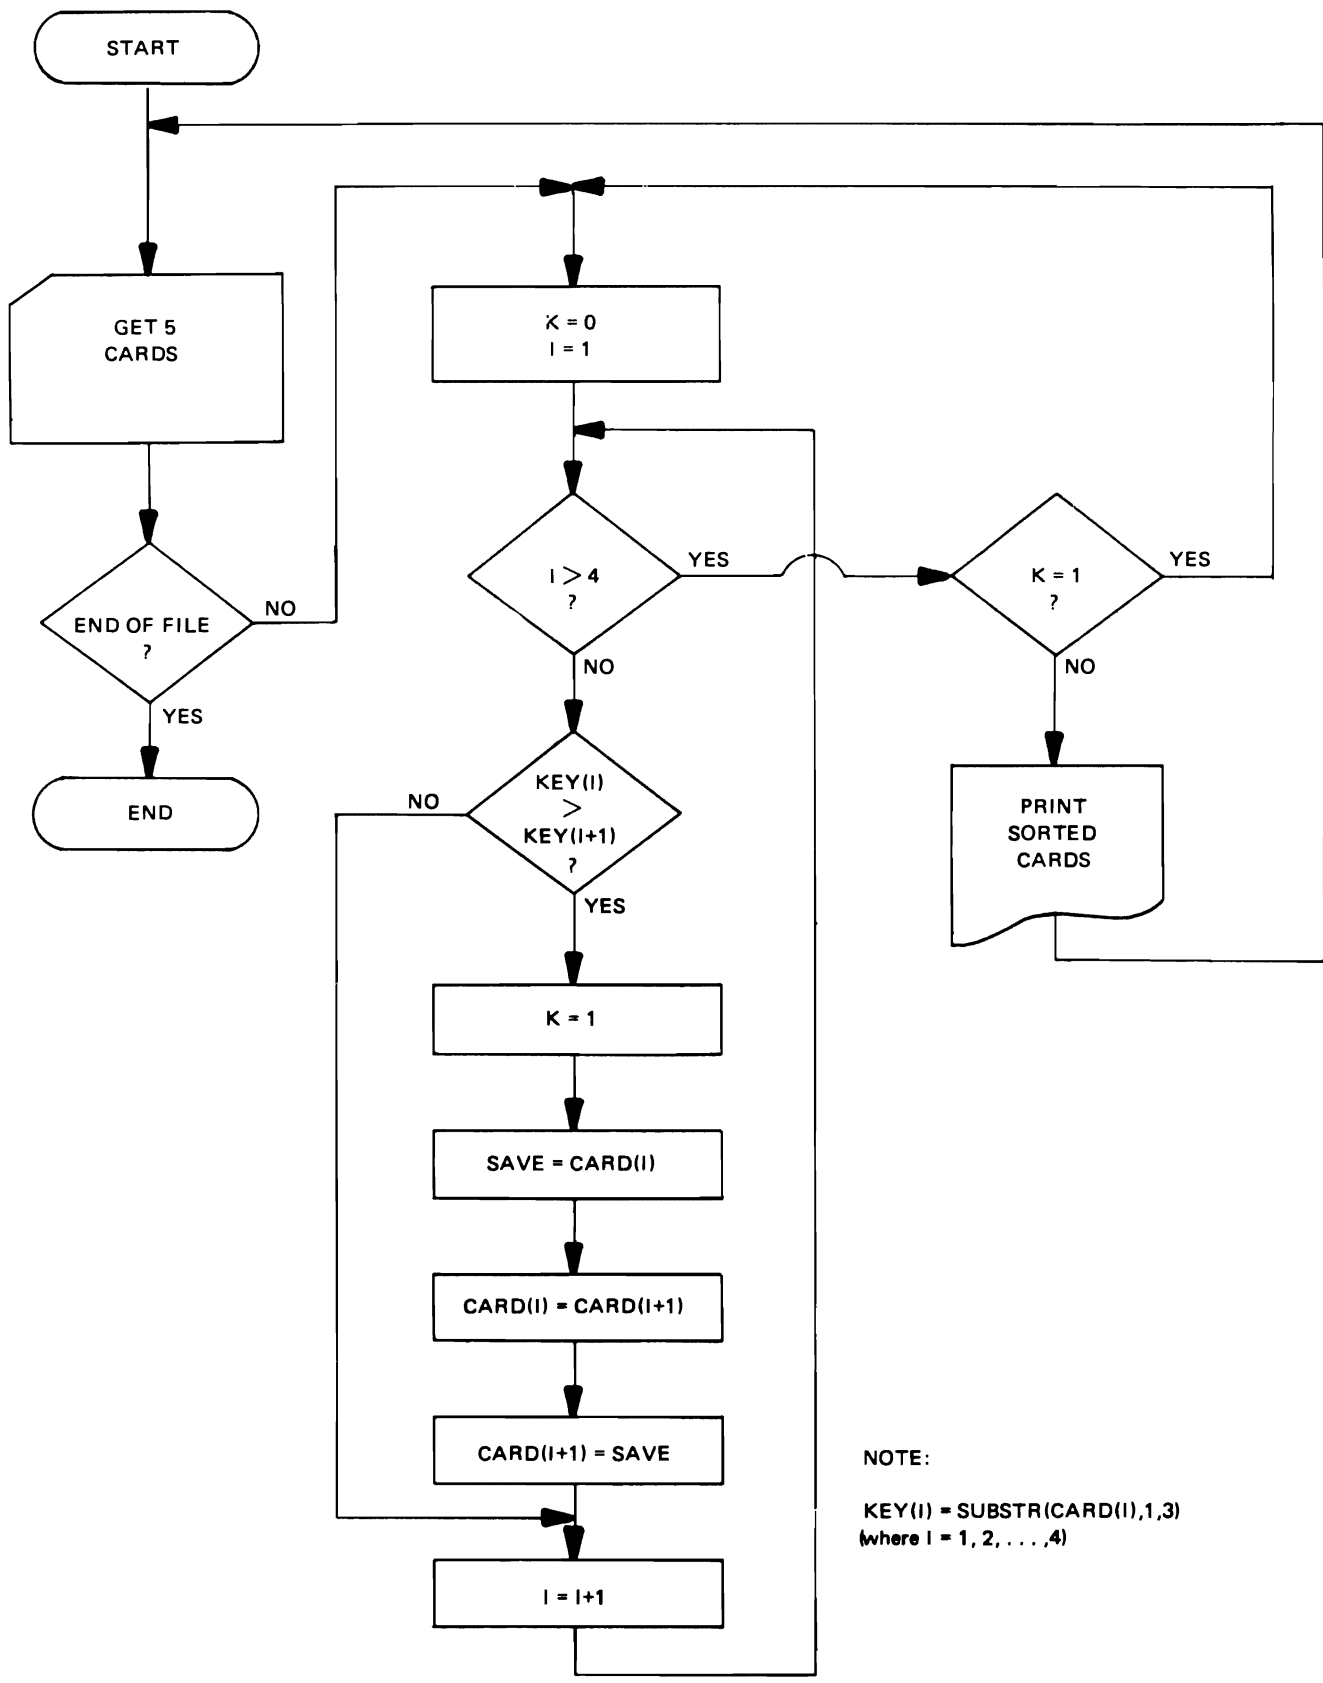 START
GET 5
CARDS
END OF FILE
?
NO
YES
END
K = 0
I = 1
I > 4
?
YES
NO
K = 1
?
YES
NO
PRINT
SORTED
CARDS
KEY(I)
>
KEY(I+1)
?
NO
YES
K = 1
SAVE = CARD(I)
CARD(I) = CARD(I+1)
CARD(I+1) = SAVE
I = I+1
NOTE:
KEY(I) = SUBSTR(CARD(I),1,3)
(where I = 1, 2, . . . ,4)